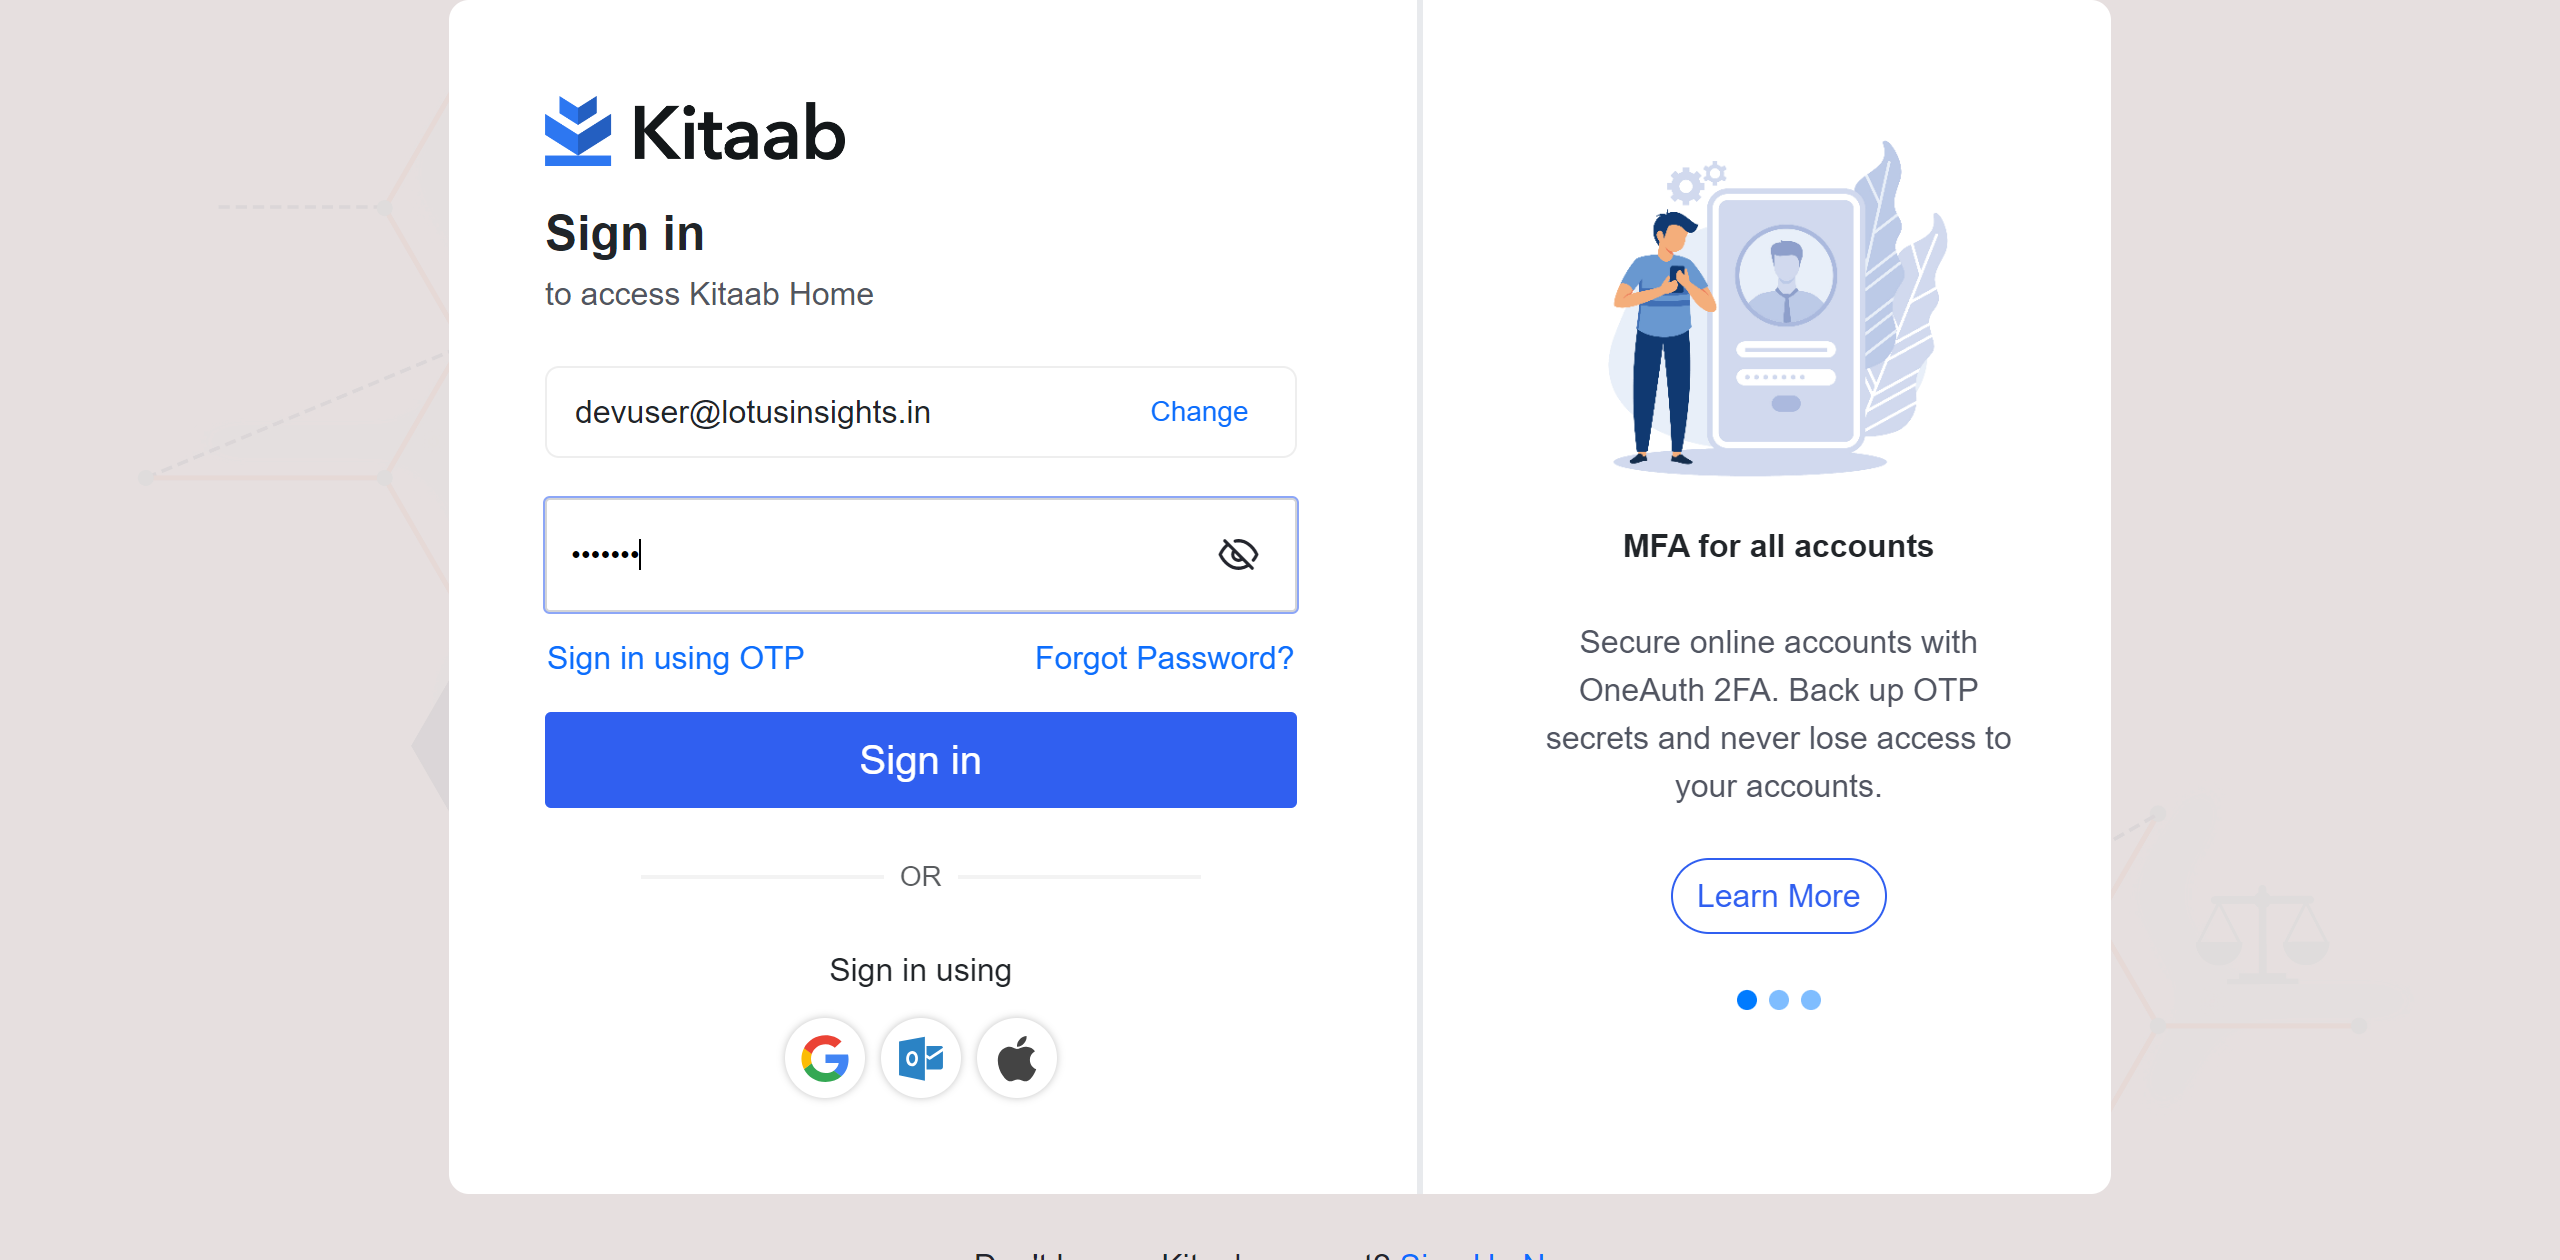 Kitaab
Sign in
to access Kitaab Home
devuser@lotusinsights.in
Change
•••••••
Sign in using OTP
Forgot Password?
Sign in
OR
Sign in using
MFA for all accounts
Secure online accounts with
OneAuth 2FA. Back up OTP
secrets and never lose access to
your accounts.
Learn More